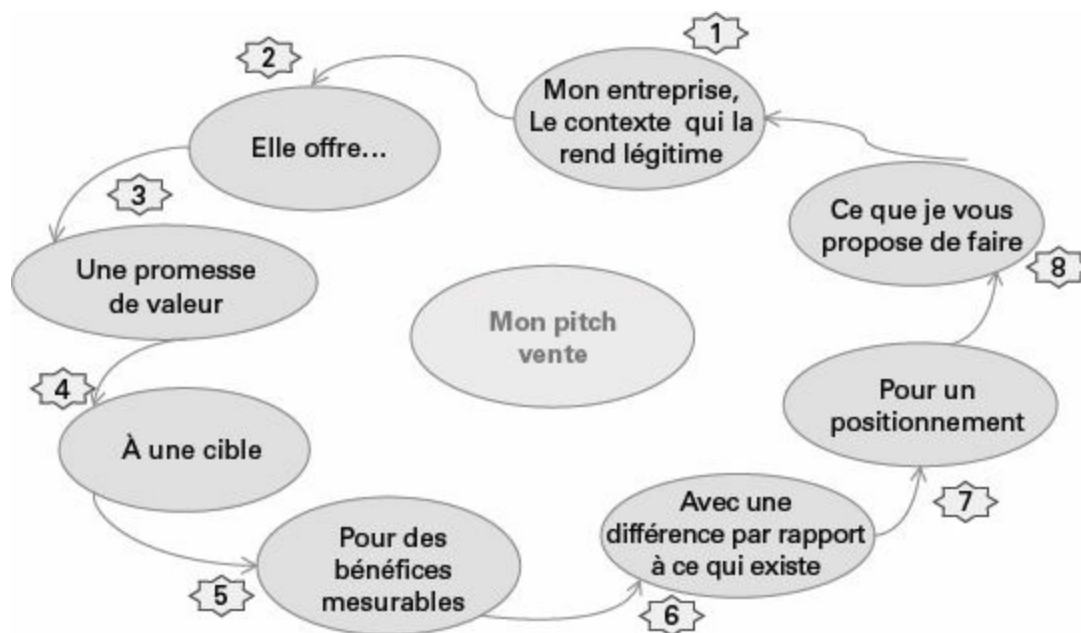 1
Mon entreprise,
Le contexte qui la
rend légitime
2
Elle offre...
3
Une promesse
de valeur
4
À une cible
5
Pour des
bénéfices
mesurables
6
Avec une
différence par rapport
à ce qui existe
7
Pour un
positionnement
8
Ce que je vous
propose de faire
Mon pitch
vente